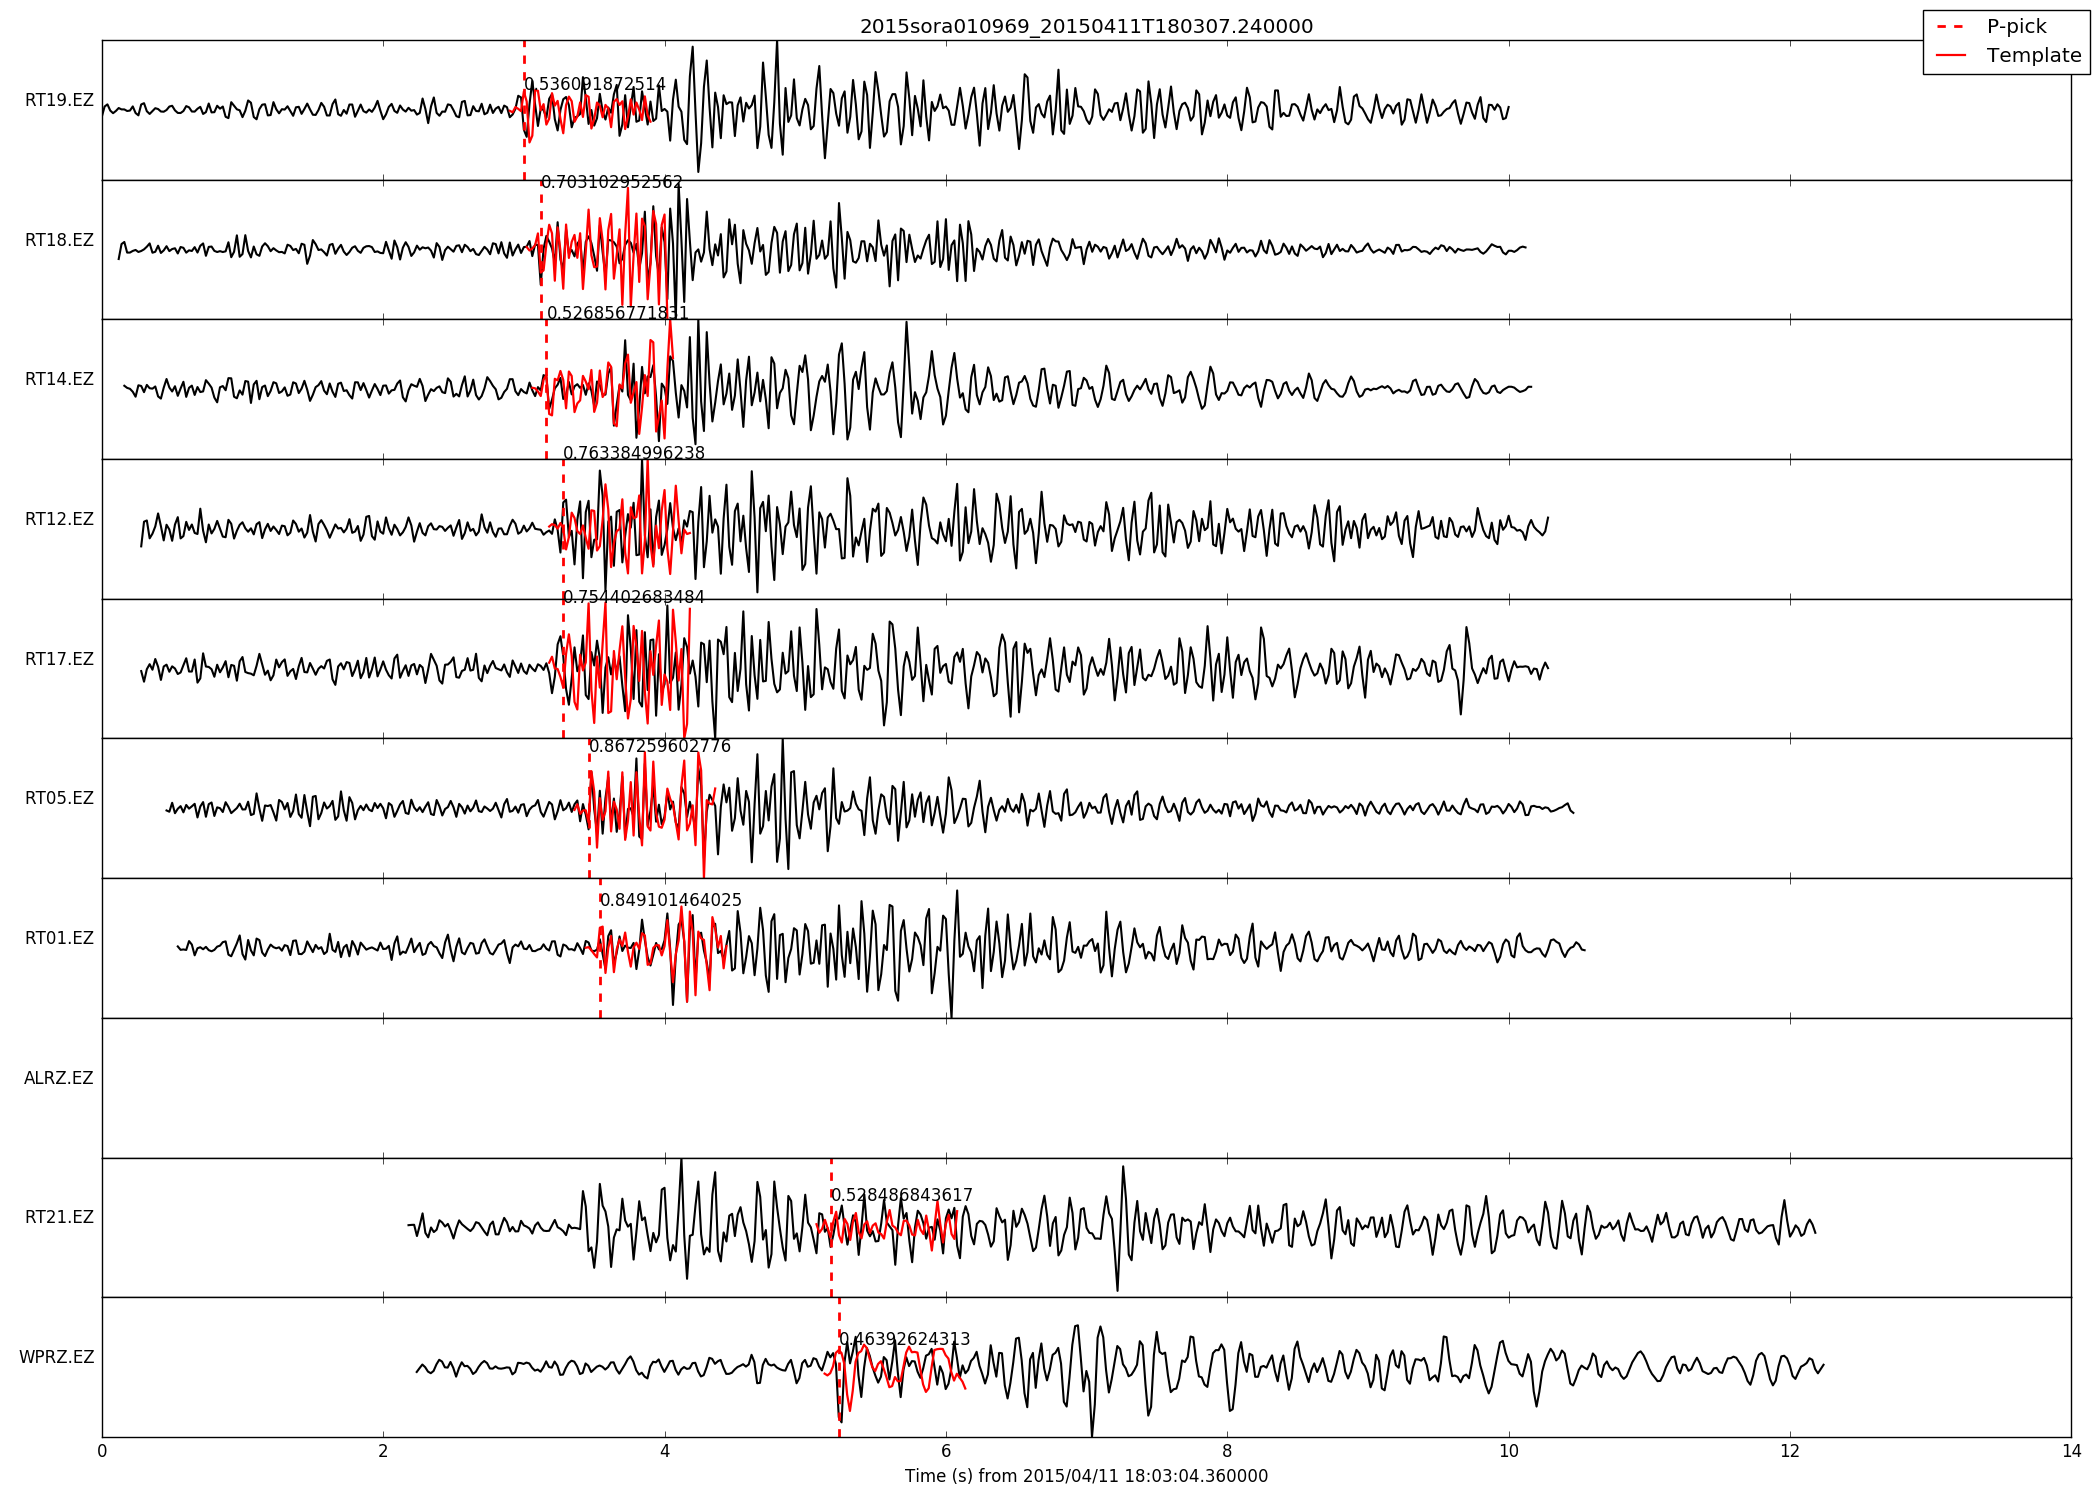 2015sora010969_20150411T180307.240000
P-pick
Template
RT19.EZ
0.536091872514
RT18.EZ
0.703102952562
RT14.EZ
0.526856771831
RT12.EZ
0.763384996238
RT17.EZ
0.754402683484
RT05.EZ
0.867259602776
RT01.EZ
0.849101464025
ALRZ.EZ
RT21.EZ
0.528486843617
WPRZ.EZ
0.46392624313
0 2 4 6 8 10 12 14
Time (s) from 2015/04/11 18:03:04.360000